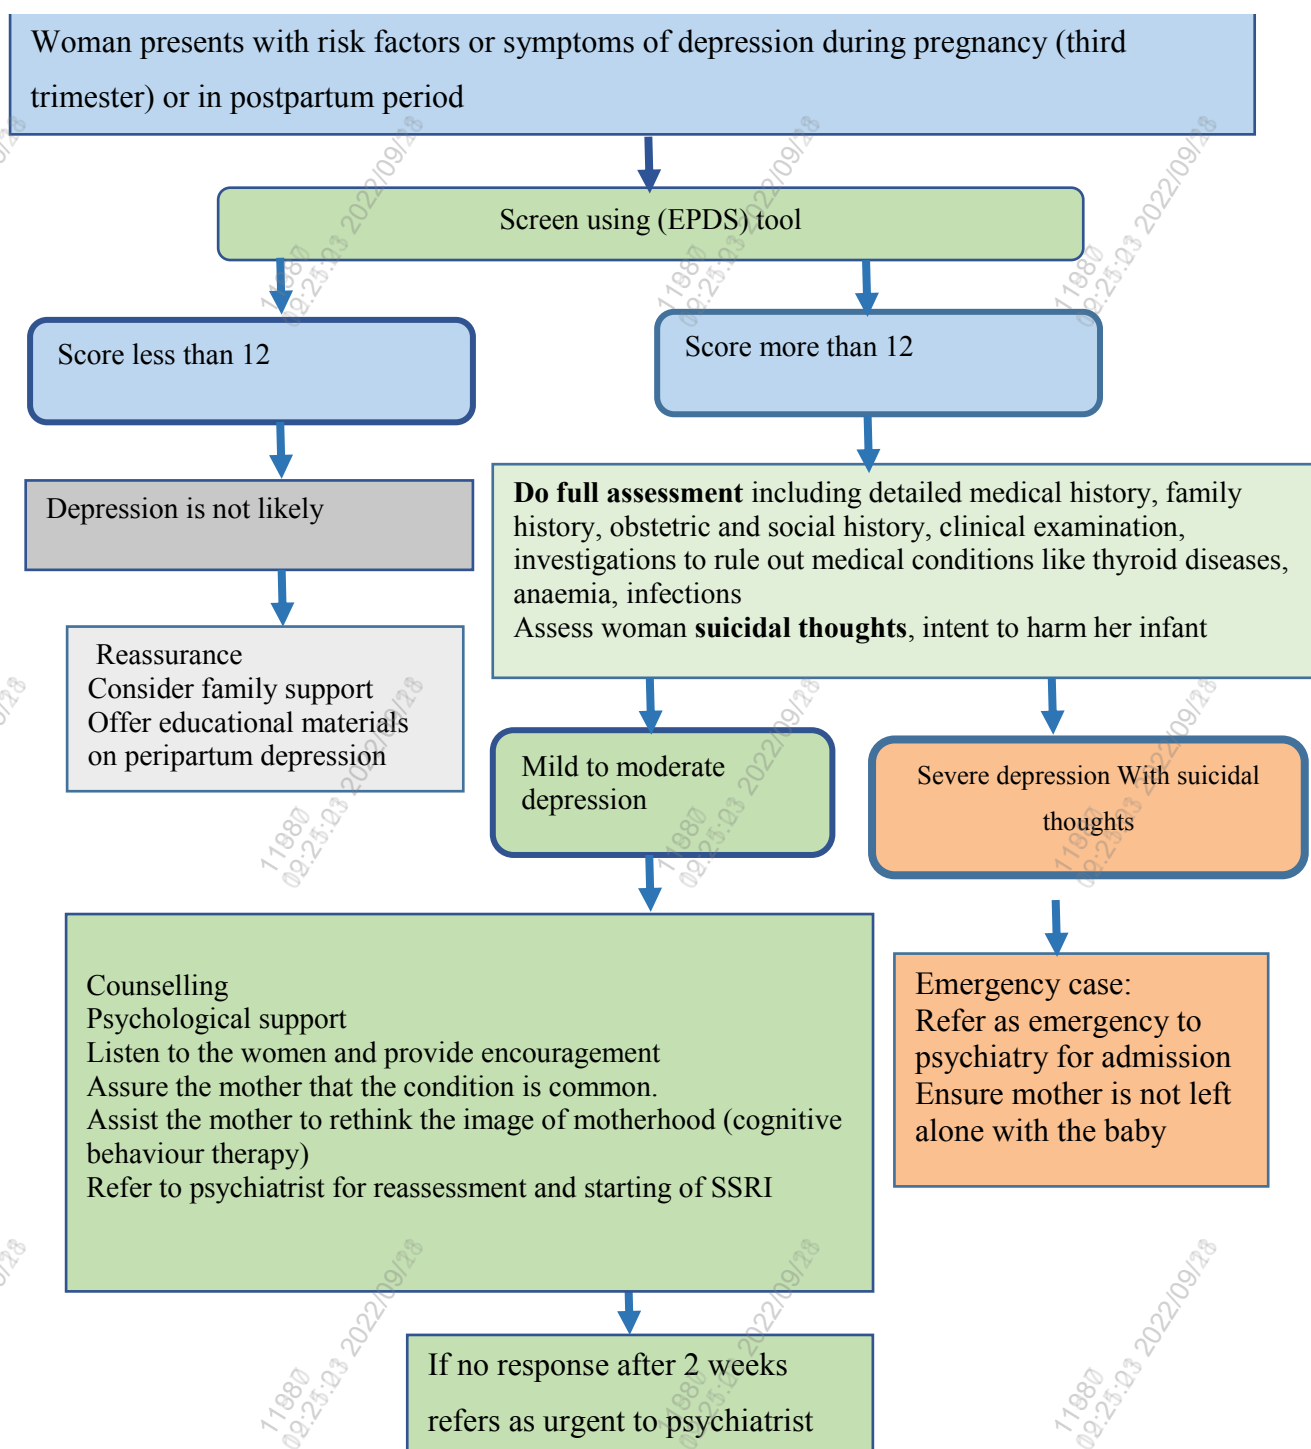 Woman presents with risk factors or symptoms of depression during pregnancy (third
trimester) or in postpartum period
Screen using (EPDS) tool
Score less than 12
Score more than 12
Depression is not likely
Do full assessment including detailed medical history, family
history, obstetric and social history, clinical examination,
investigations to rule out medical conditions like thyroid diseases,
anaemia, infections
Assess woman suicidal thoughts, intent to harm her infant
Reassurance
Consider family support
Offer educational materials
on peripartum depression
Mild to moderate
depression
Severe depression With suicidal
thoughts
Counselling
Psychological support
Listen to the women and provide encouragement
Assure the mother that the condition is common.
Assist the mother to rethink the image of motherhood (cognitive
behaviour therapy)
Refer to psychiatrist for reassessment and starting of SSRI
Emergency case:
Refer as emergency to
psychiatry for admission
Ensure mother is not left
alone with the baby
If no response after 2 weeks
refers as urgent to psychiatrist